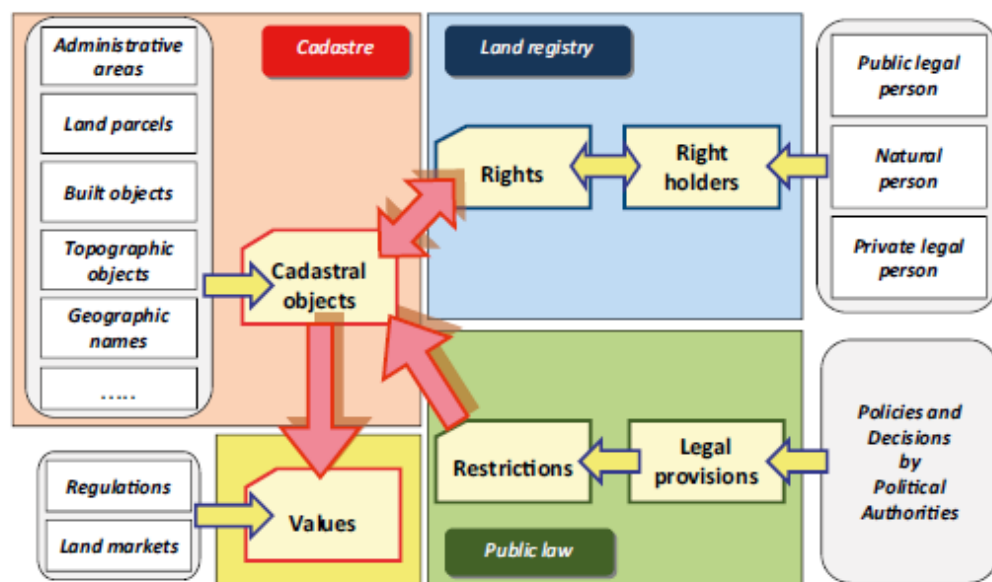 Administrative
areas
Land parcels
Built objects
Topographic
objects
Geographic
names
.....
Cadastre
Cadastral
objects
Land registry
Rights
Right
holders
Public legal
person
Natural
person
Private legal
person
Regulations
Land markets
Values
Restrictions
Legal
provisions
Public law
Policies and
Decisions
by
Political
Authorities